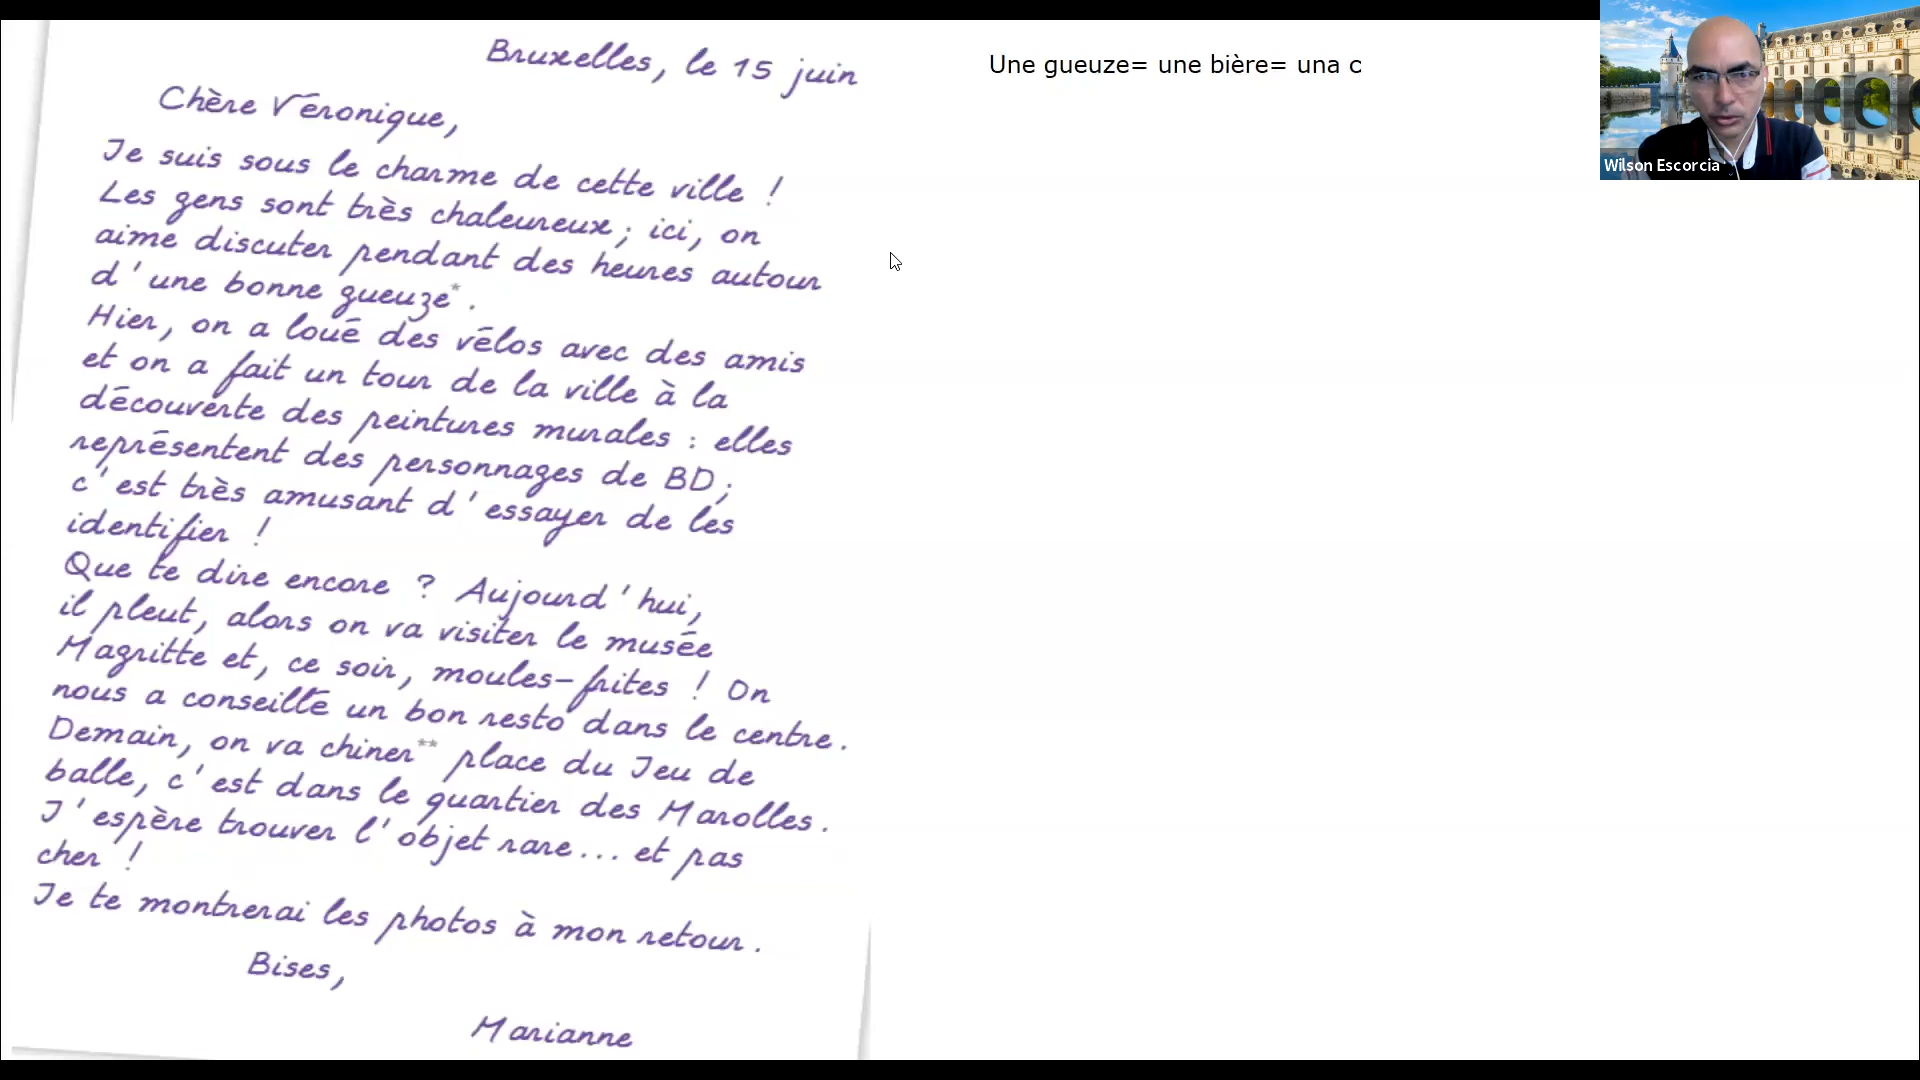 Bruxelles, le 15 juin
Chère Véronique,
Je suis sous le charme de cette ville !
Les gens sont très chaleureux ; ici, on
aime discuter pendant des heures autour
d'une bonne gueuze*.
Hier, on a loué des vélos avec des amis
et on a fait un tour de la ville à la
découverte des peintures murales : elles
représentent des personnages de BD ;
c'est très amusant d'essayer de les
identifier !
Que te dire encore ? Aujourd'hui,
il pleut, alors on va visiter le musée
Magritte et, ce soir, moules-frites ! On
nous a conseillé un bon resto dans le centre.
Demain, on va chiner** place du Jeu de
balle, c'est dans le quartier des Marolles.
J'espère trouver l'objet rare... et pas
cher !
Je te montrerai les photos à mon retour.
Bises,
Marianne
Une gueuze= une bière= una c
Wilson Escorcia